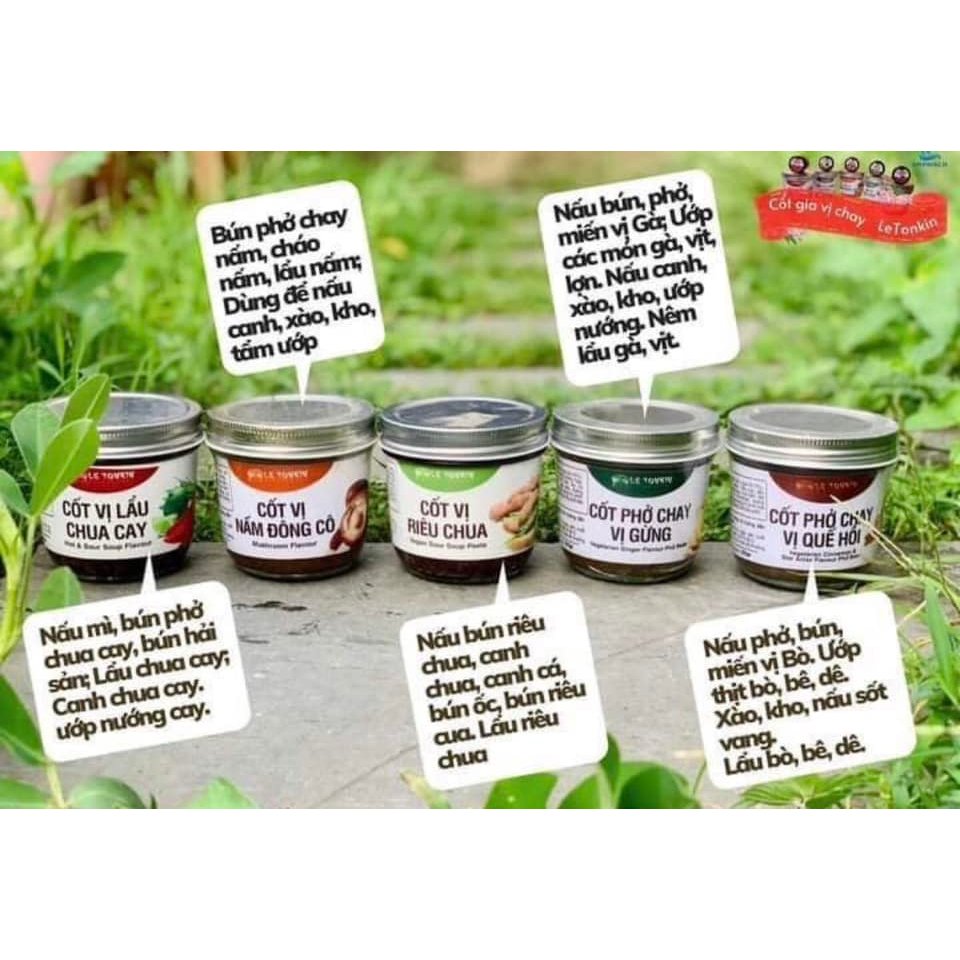 Cốt gia vị chay LeTonkin
Bún phở chay
nấm, cháo
nấm, lẩu nấm;
Dùng để nấu
canh, xào, kho,
tẩm ướp
Nấu bún, phở,
miến vị Gà; Ướp
các món gà, vịt,
lợn. Nấu canh,
xào, kho, ướp
nướng. Nêm
lẩu gà, vịt.
LE TONKIN
CỐT VỊ LẨU
CHUA CAY
Hot & Sour Soup Flavour
LE TONKIN
CỐT VỊ
NẤM ĐÔNG CÔ
Mushroom Flavour
LE TONKIN
CỐT VỊ
RIÊU CHUA
Vegan Sour Soup Paste
LE TONKIN
CỐT PHỞ CHAY
VỊ GỪNG
Vegetarian Ginger Flavour Phở
LE TONKIN
CỐT PHỞ CHAY
VỊ QUẾ HỒI
Vegetarian Cinnamon &
Star Anise Flavour Phở
Nấu mì, bún phở
chua cay, bún hải
sản; Lẩu chua cay;
Canh chua cay.
ướp nướng cay.
Nấu bún riêu
chua, canh
chua, canh cá,
bún ốc, bún riêu
cua. Lẩu riêu
chua
Nấu phở, bún,
miến vị Bò. Ướp
thịt bò, bê, dê.
Xào, kho, nấu sốt
vang.
Lẩu bò, bê, dê.